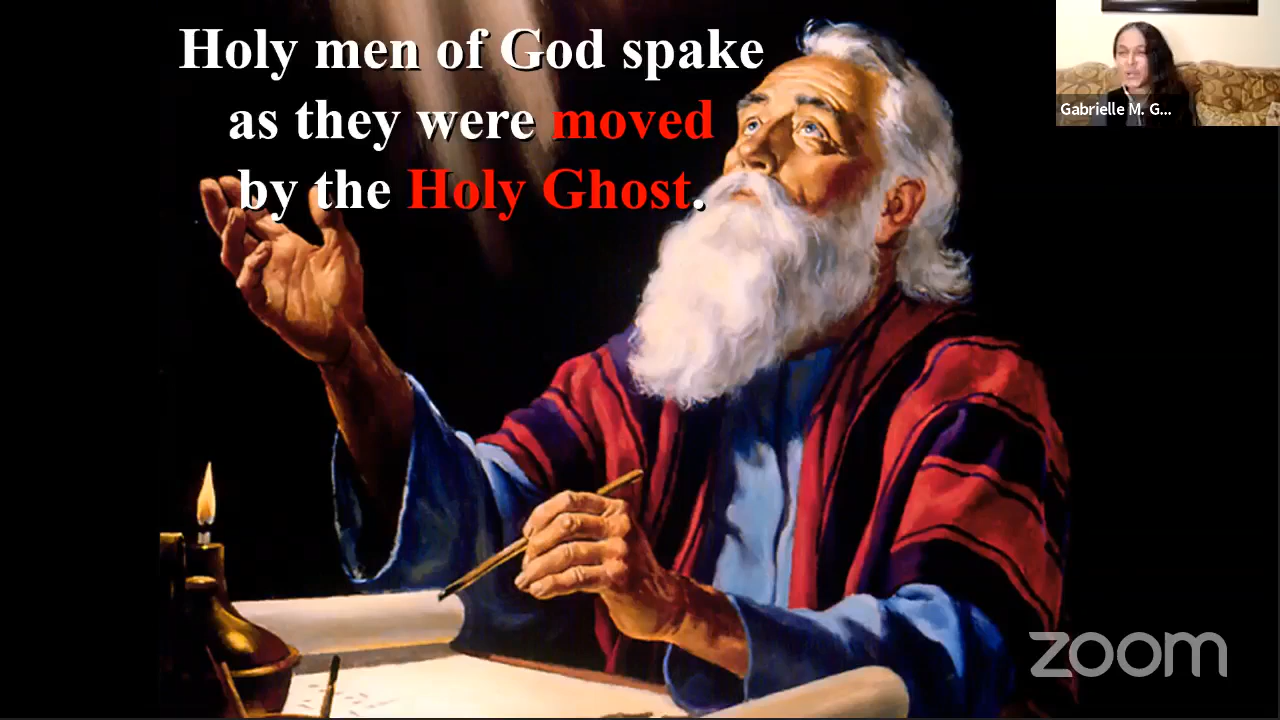 Holy men of God spake
as they were moved
by the Holy Ghost.
Gabrielle M. G...
zoom